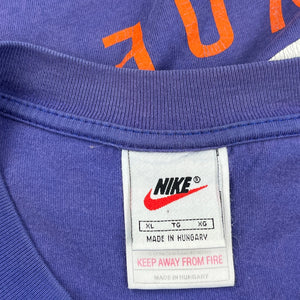 NIKE®
XL TG XG
MADE IN HUNGARY
KEEP AWAY FROM FIRE
MADE IN HUNGARY